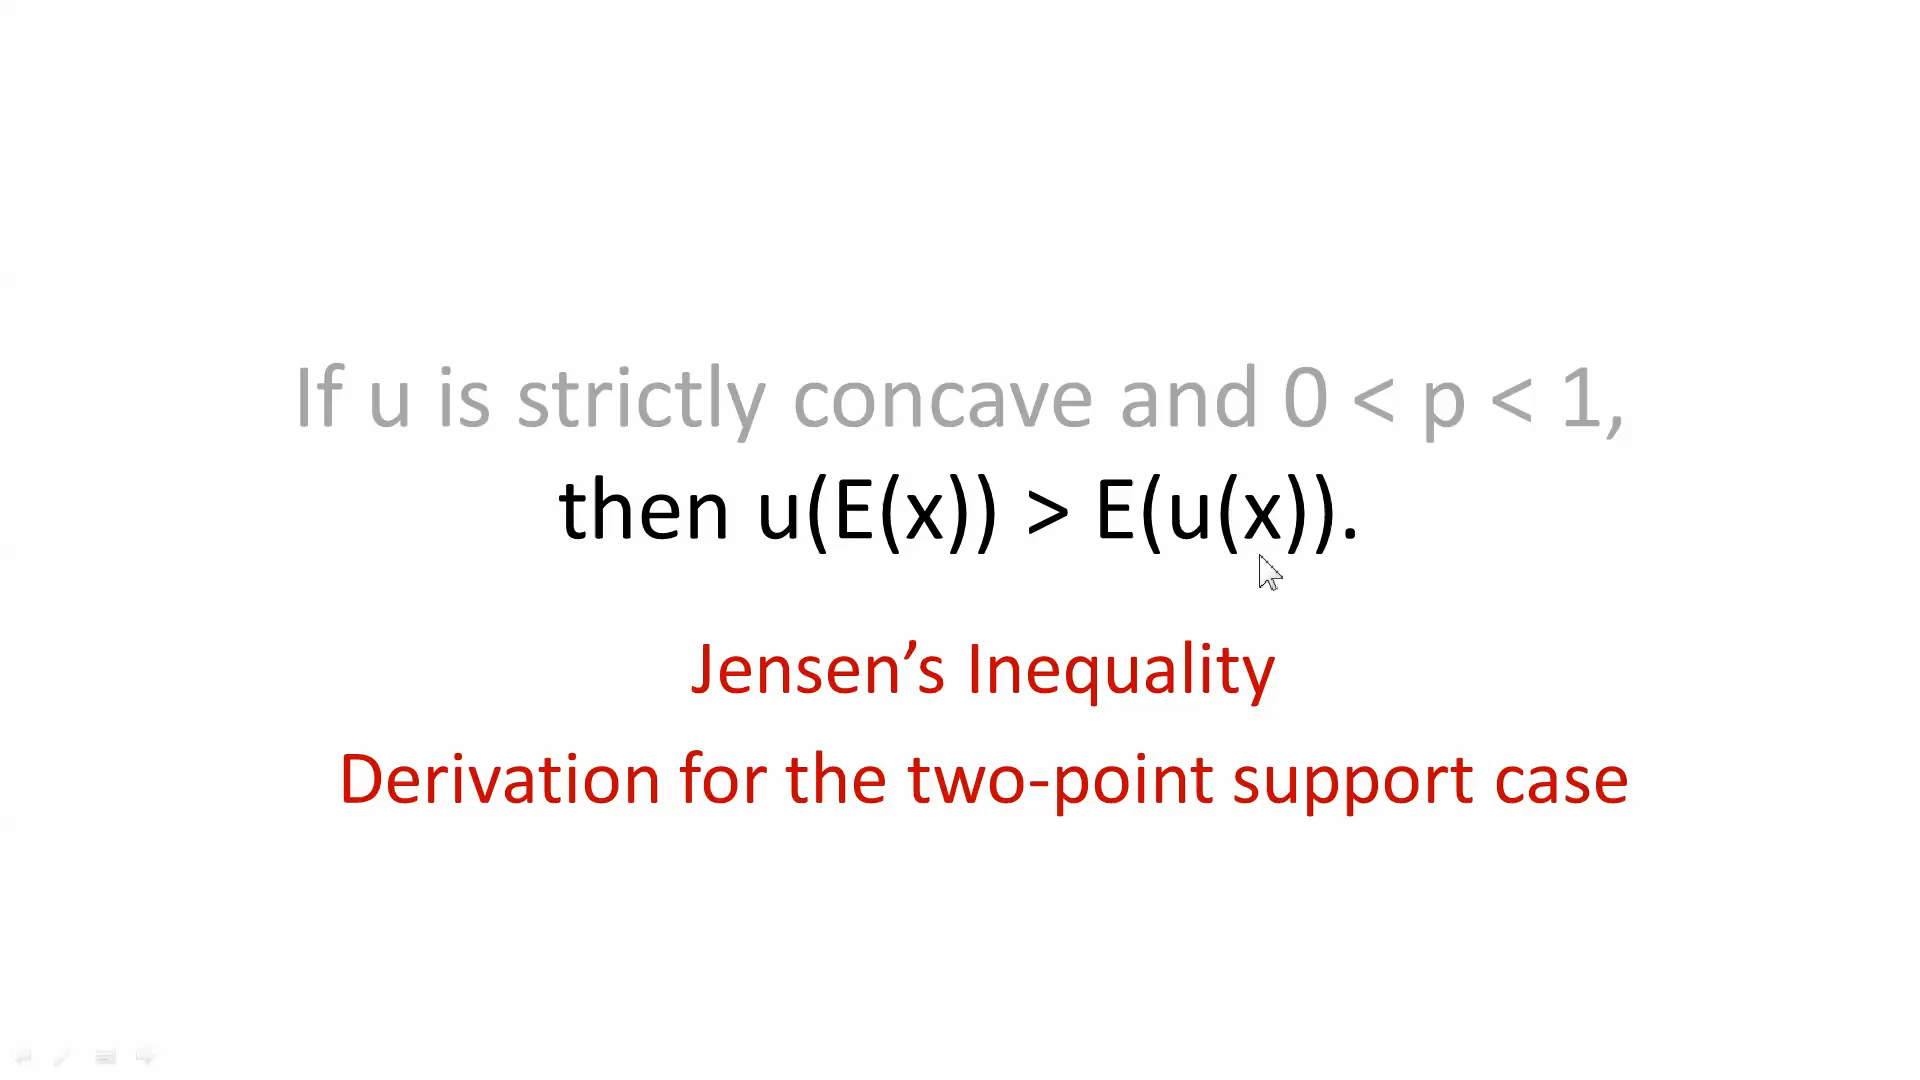 If u is strictly concave and 0 < p < 1,
then u(E(x)) > E(u(x)).
Jensen’s Inequality
Derivation for the two-point support case